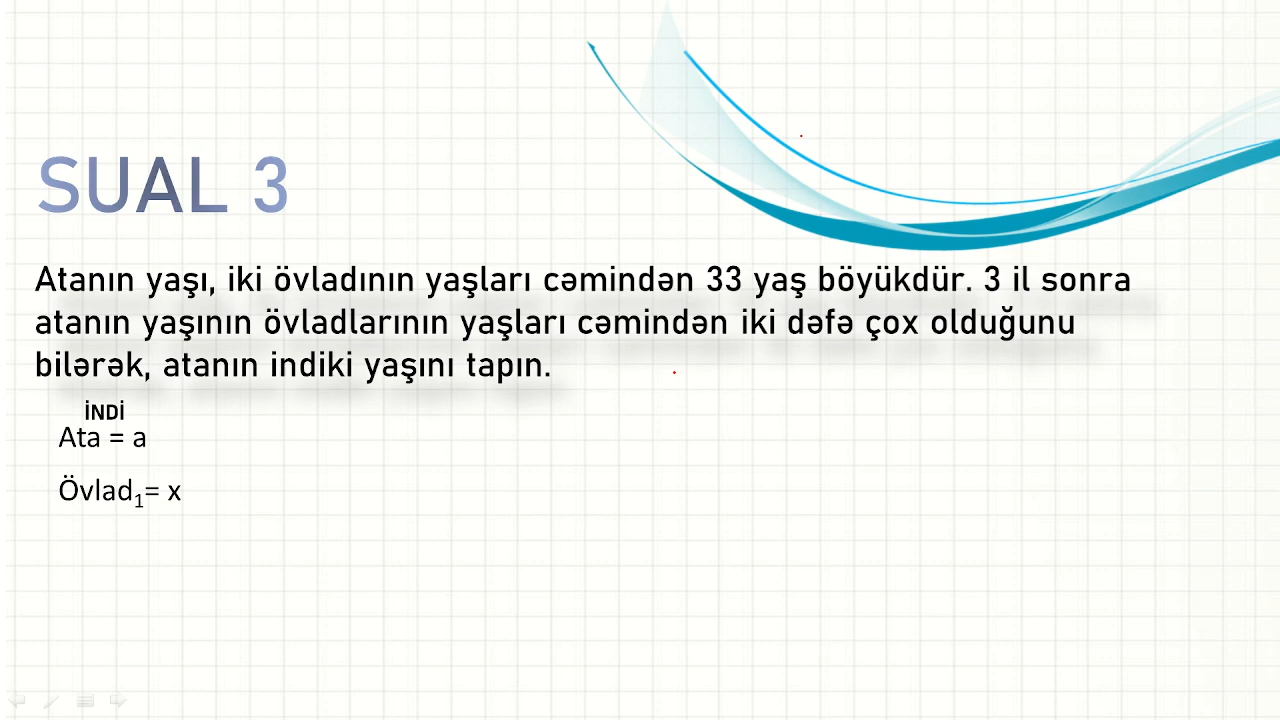 SUAL 3
Atanın yaşı, iki övladının yaşları cəmindən 33 yaş böyükdür. 3 il sonra
atanın yaşının övladlarının yaşları cəmindən iki dəfə çox olduğunu
bilərək, atanın indiki yaşını tapın.
İNDİ
Ata = a
Övlad₁= x